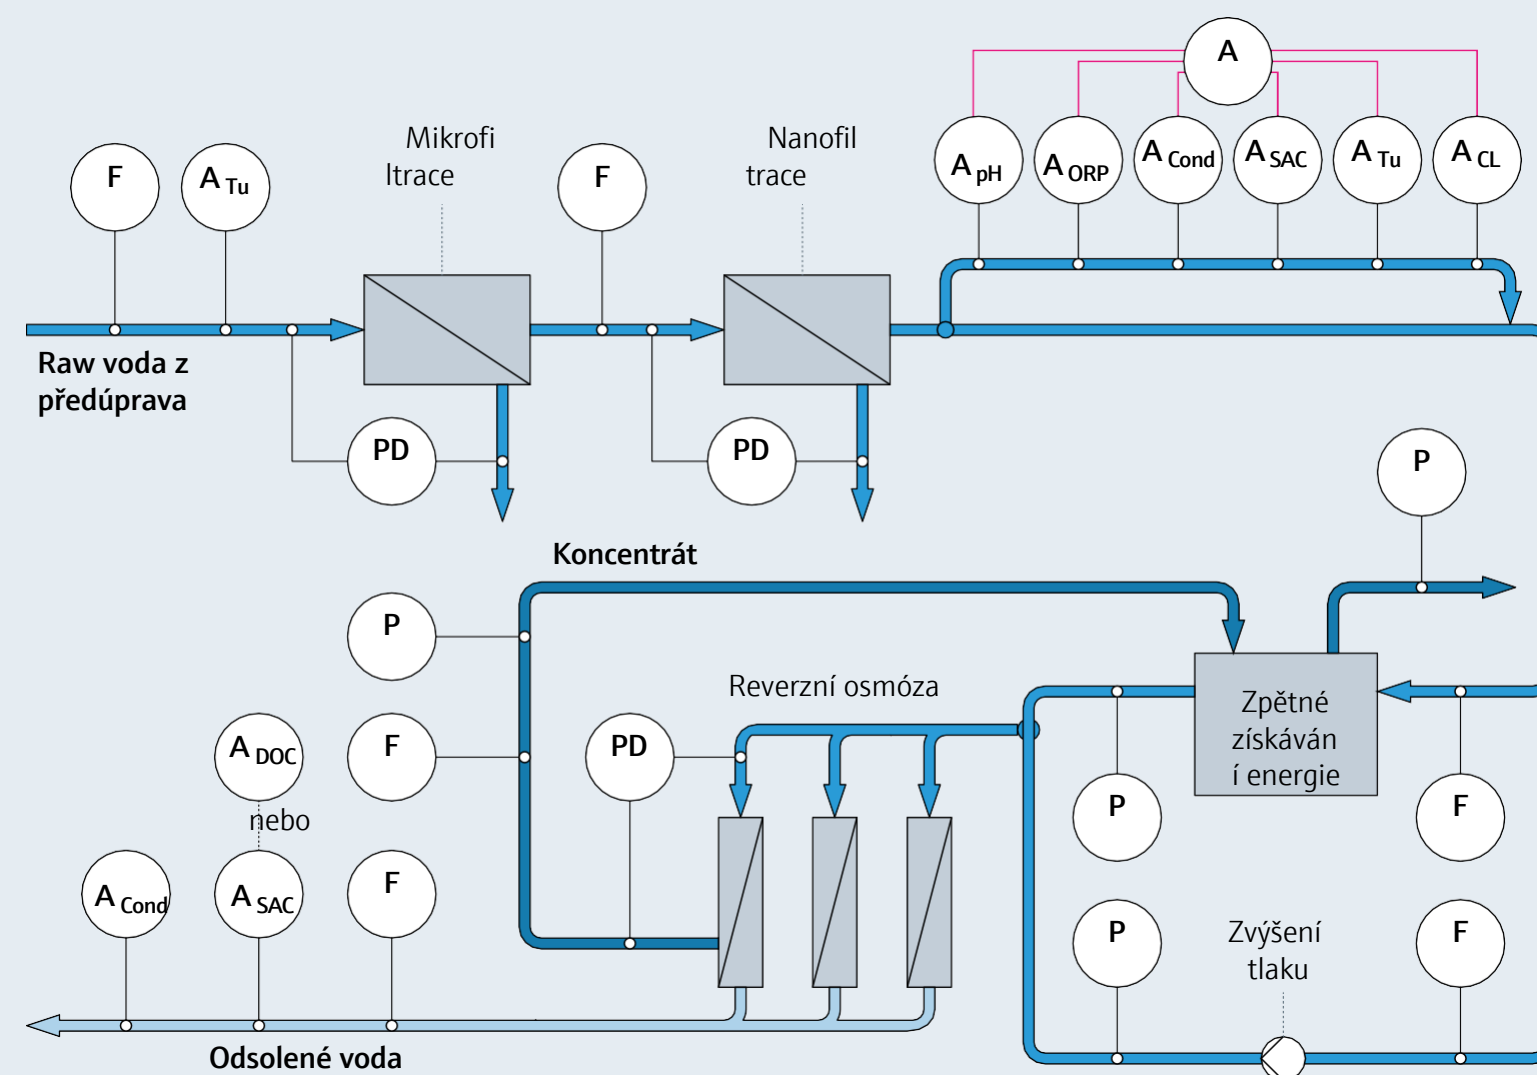 A
F
A Tu
Mikrofi
ltrace
F
Nanofil
trace
A pH
A ORP
A Cond
A SAC
A Tu
A CL
Raw voda z
předúprava
PD
PD
P
Koncentrát
P
Reverzní osmóza
Zpětné
získáván
í energie
A DOC
F
PD
nebo
P
F
A Cond
A SAC
F
P
Zvýšení
tlaku
F
Odsolené voda